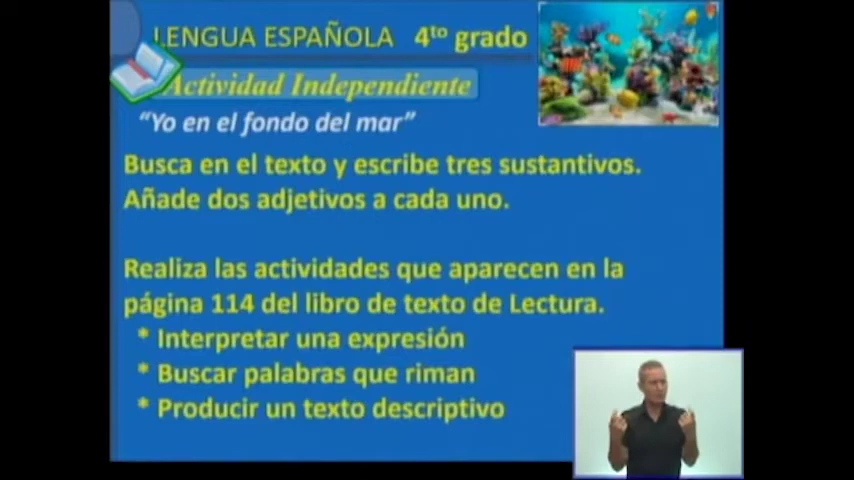 LENGUA ESPAÑOLA 4to grado
Actividad Independiente
"Yo en el fondo del mar"
Busca en el texto y escribe tres sustantivos.
Añade dos adjetivos a cada uno.
Realiza las actividades que aparecen en la
página 114 del libro de texto de Lectura.
* Interpretar una expresión
* Buscar palabras que riman
* Producir un texto descriptivo